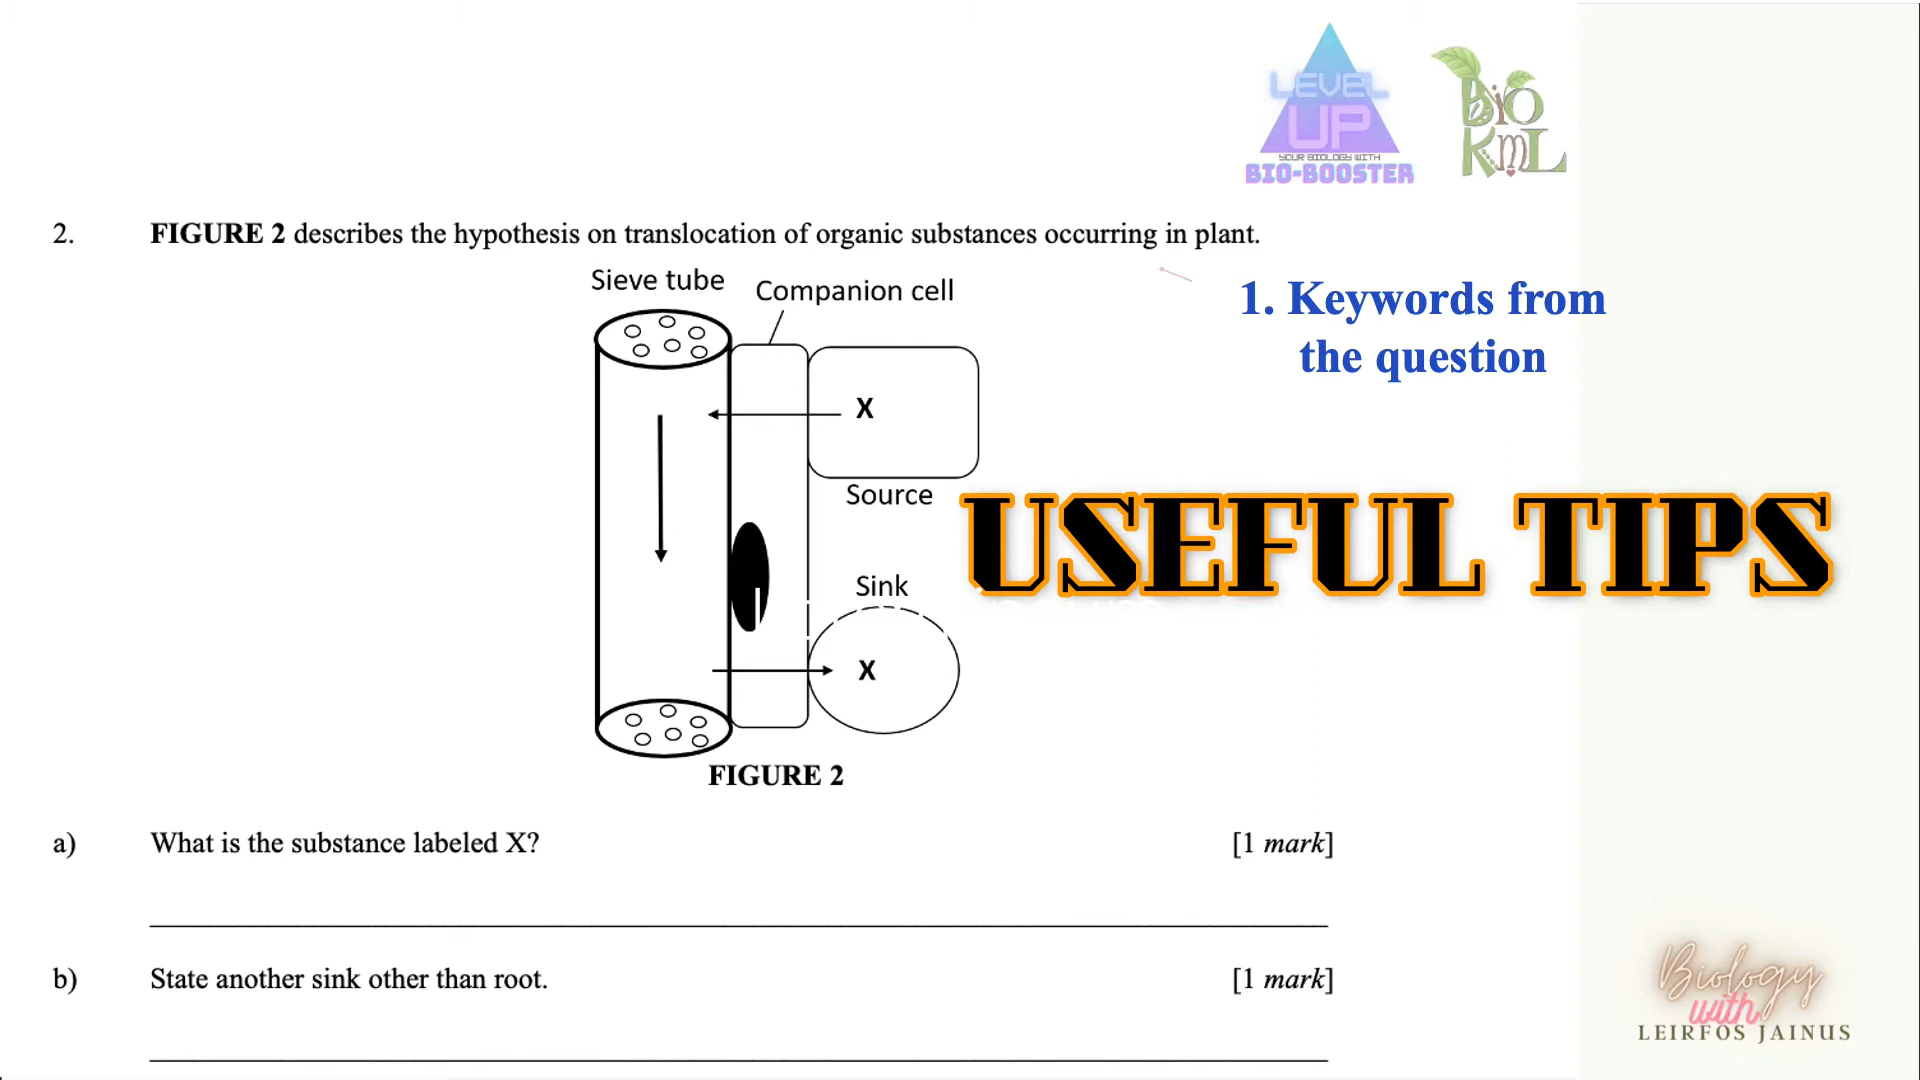 LEVEL
UP
YOUR BIOLOGY WITH
BIO-BOOSTER
Bio
KmL
2. FIGURE 2 describes the hypothesis on translocation of organic substances occurring in plant.
Sieve tube
Companion cell
1. Keywords from
the question
X
Source
USEFUL TIPS
Sink
X
FIGURE 2
a) What is the substance labeled X? [1 mark]
b) State another sink other than root. [1 mark]
Biology
with
LEIRFOS JAINUS